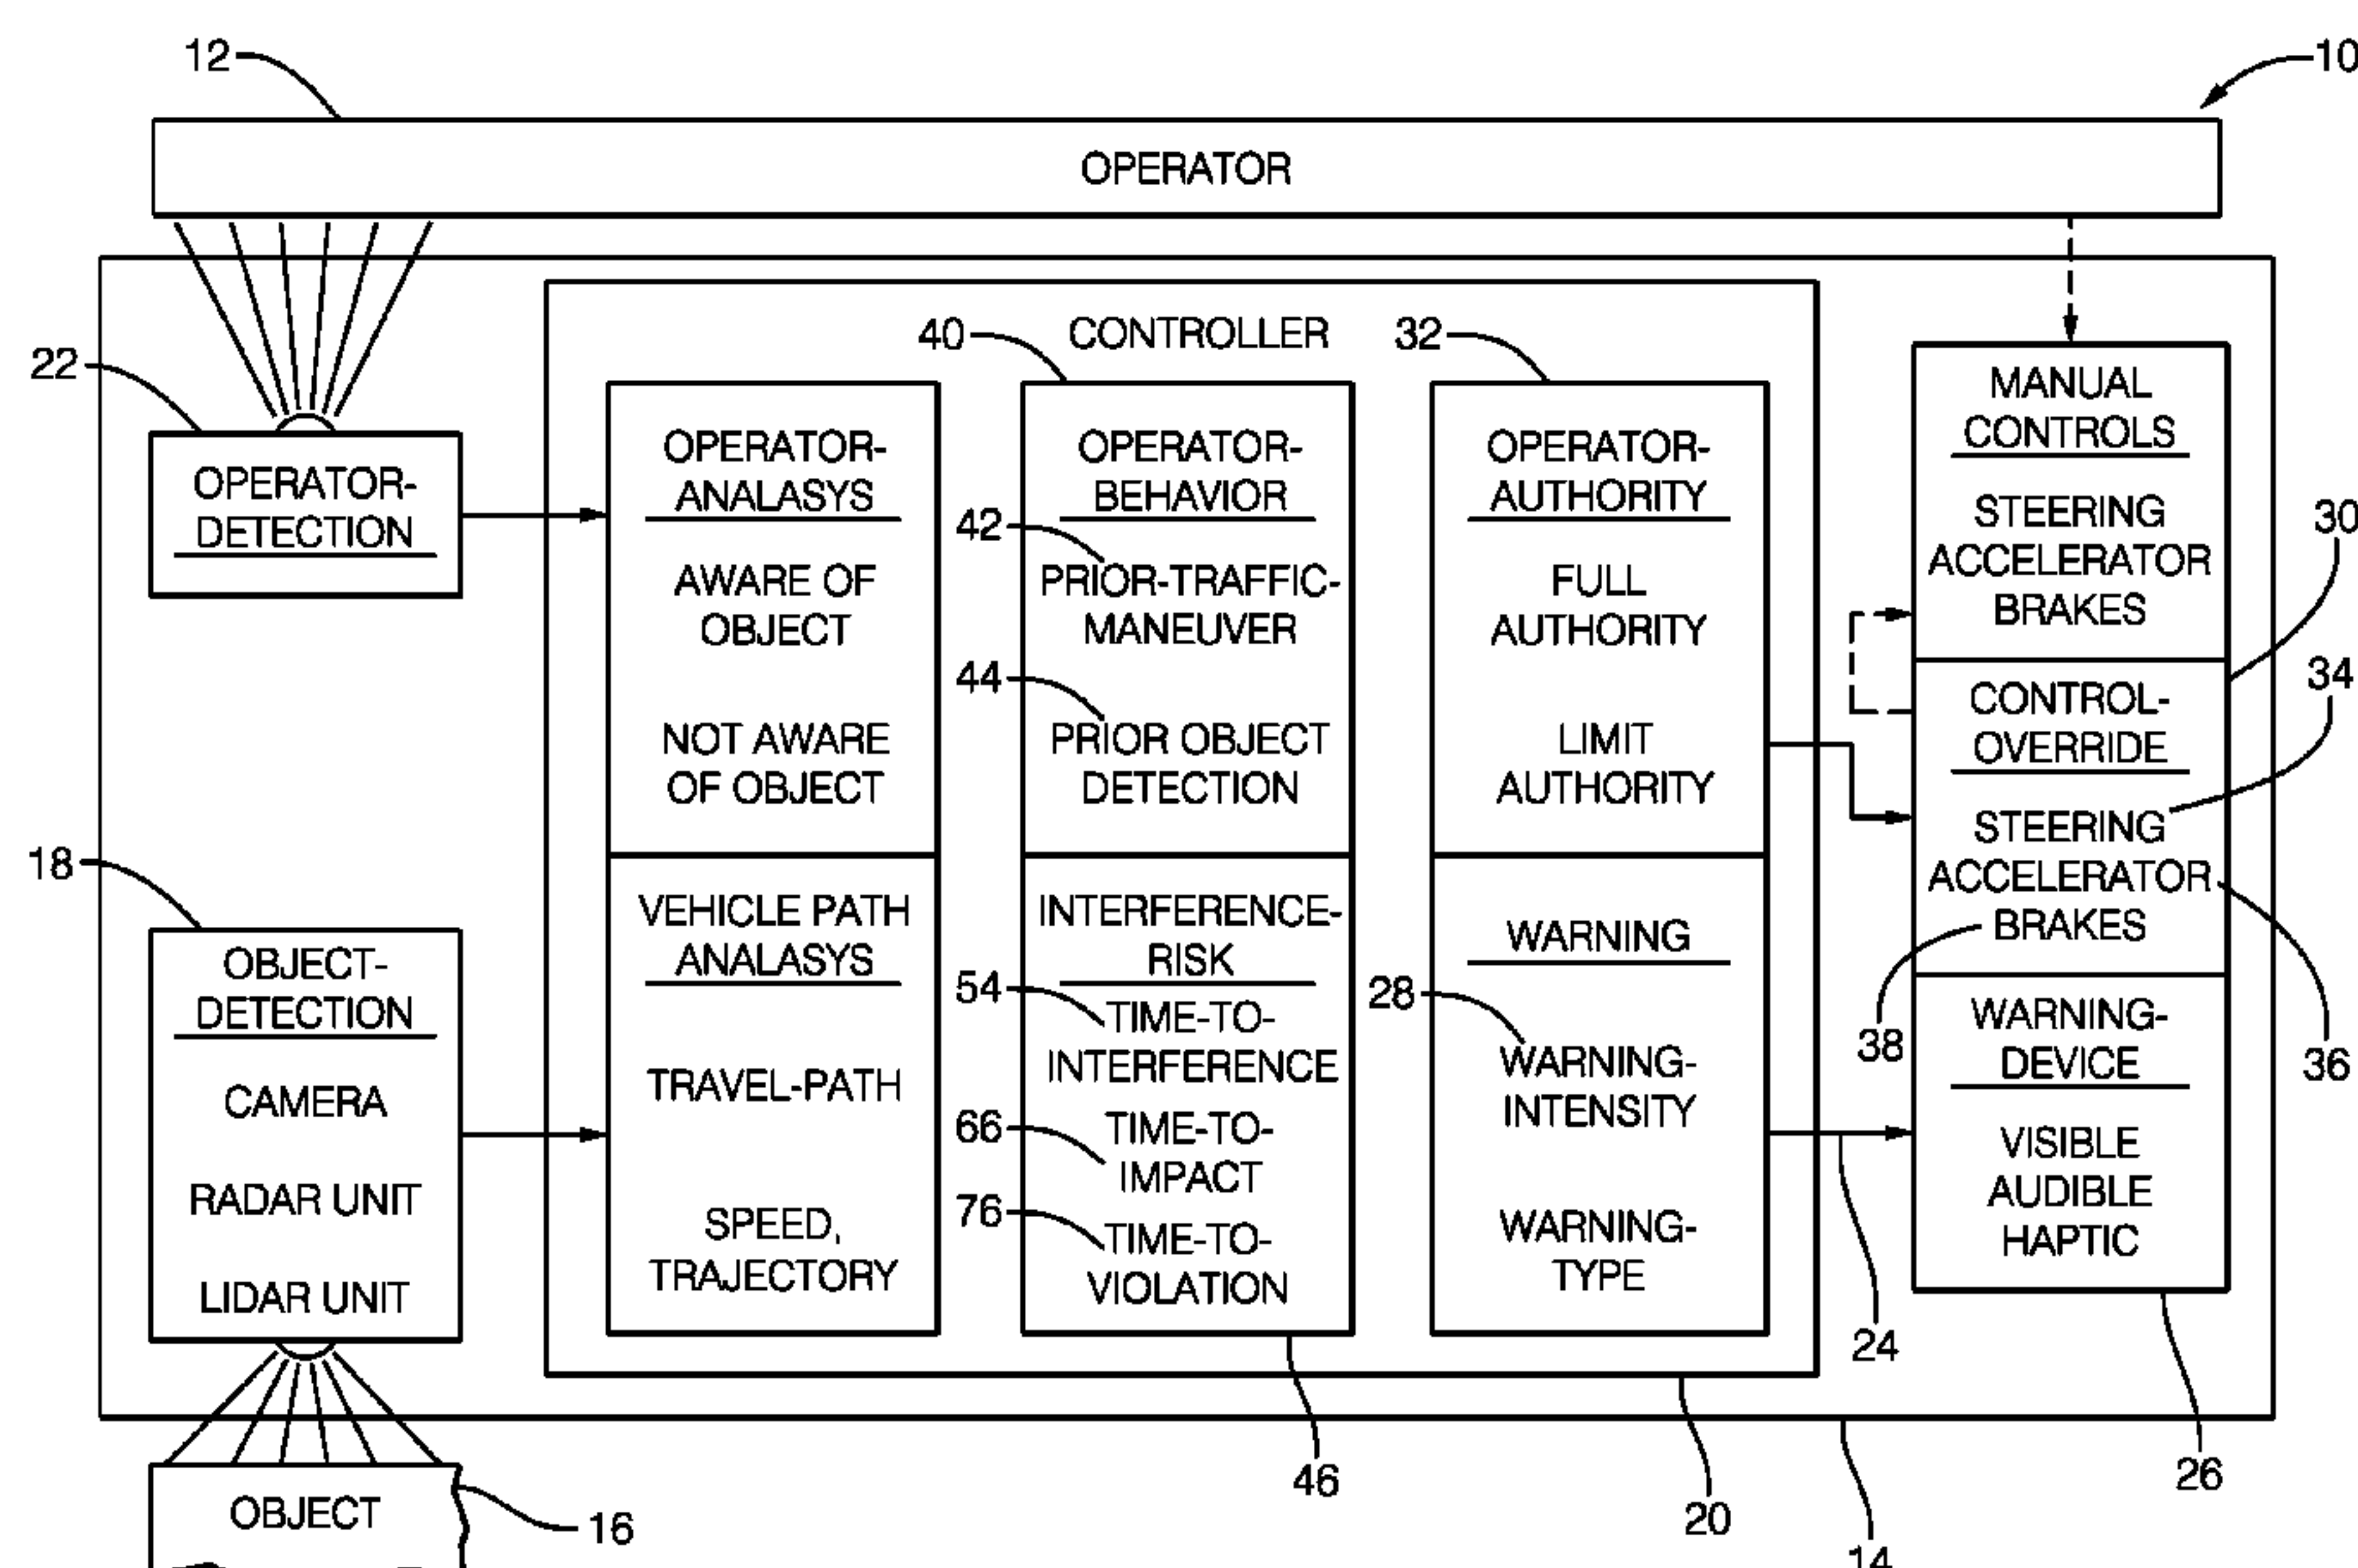 12
10
OPERATOR
22
OPERATOR-
DETECTION
18
OBJECT-
DETECTION
CAMERA
RADAR UNIT
LIDAR UNIT
OBJECT
16
CONTROLLER
OPERATOR-
ANALASYS
AWARE OF
OBJECT
NOT AWARE
OF OBJECT
VEHICLE PATH
ANALASYS
TRAVEL-PATH
SPEED,
TRAJECTORY
40
OPERATOR-
BEHAVIOR
42
PRIOR-TRAFFIC-
MANEUVER
44
PRIOR OBJECT
DETECTION
INTERFERENCE-
RISK
54
TIME-TO-
INTERFERENCE
66
TIME-TO-
IMPACT
76
TIME-TO-
VIOLATION
46
32
OPERATOR-
AUTHORITY
FULL
AUTHORITY
LIMIT
AUTHORITY
WARNING
28
WARNING-
INTENSITY
WARNING-
TYPE
20
MANUAL
CONTROLS
STEERING
ACCELERATOR
BRAKES
30
CONTROL-
OVERRIDE
34
STEERING
ACCELERATOR
BRAKES
38
36
WARNING-
DEVICE
VISIBLE
AUDIBLE
HAPTIC
24
26
14